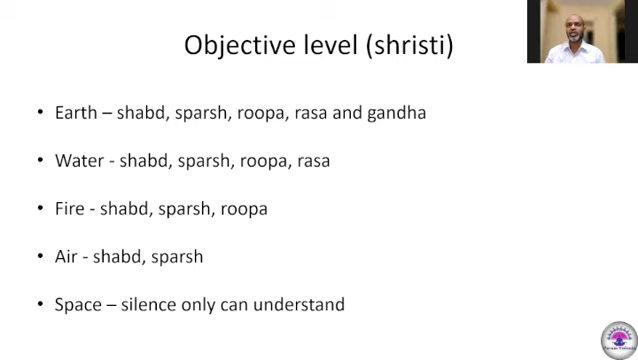 Objective level (shristi)
• Earth – shabd, sparsh, roopa, rasa and gandha
• Water - shabd, sparsh, roopa, rasa
• Fire - shabd, sparsh, roopa
• Air - shabd, sparsh
• Space – silence only can understand